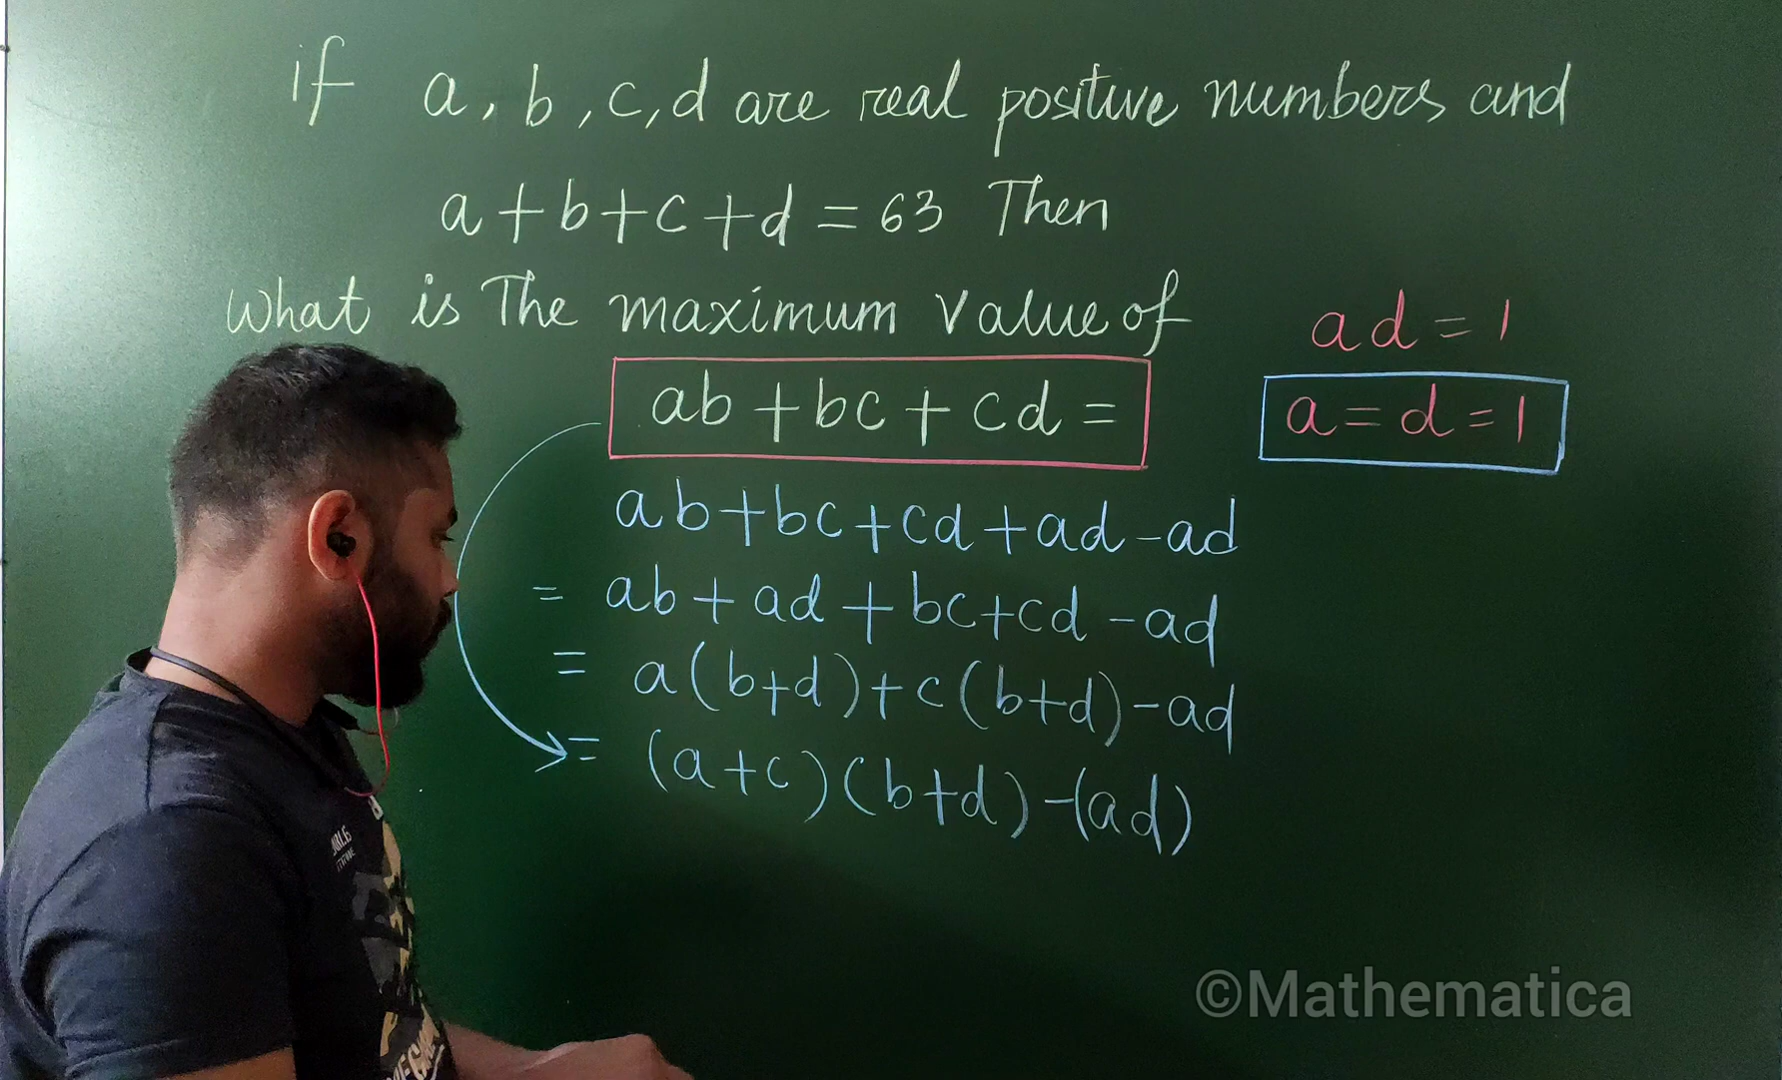 if a, b, c, d are real positive numbers and
a + b + c + d = 63 Then
What is The maximum value of
ab + bc + cd =
ad = 1
a = d = 1
ab + bc + cd + ad - ad
= ab + ad + bc + cd - ad
= a(b+d) + c(b+d) - ad
= (a+c)(b+d) - (ad)
©Mathematica